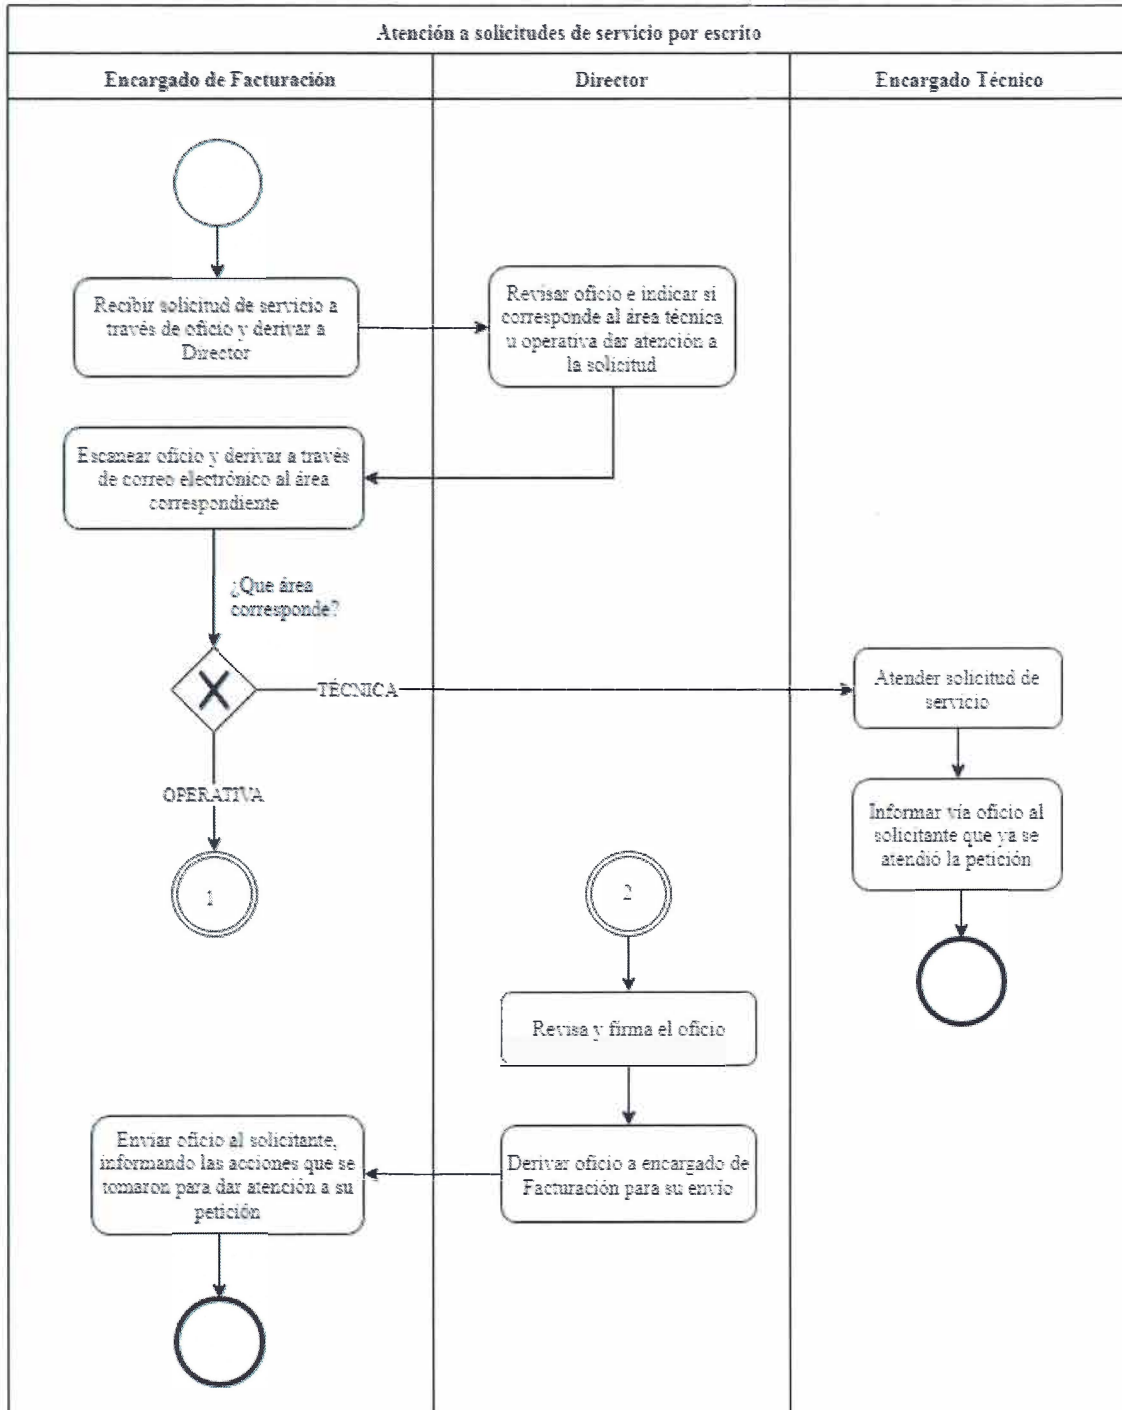 Atención a solicitudes de servicio por escrito
Encargado de Facturación
Director
Encargado Técnico
Recibir solicitud de servicio a
través de oficio y derivar a
Director
Revisar oficio e indicar si
corresponde al área técnica
u operativa dar atención a
la solicitud
Escanear oficio y derivar a través
de correo electrónico al área
correspondiente
¿Que área
corresponde?
TÉCNICA
Atender solicitud de
servicio
OPERATIVA
Informar vía oficio al
solicitante que ya se
atendió la petición
1
2
Revisa y firma el oficio
Enviar oficio al solicitante,
informando las acciones que se
tomaron para dar atención a su
petición
Derivar oficio a encargado de
Facturación para su envío